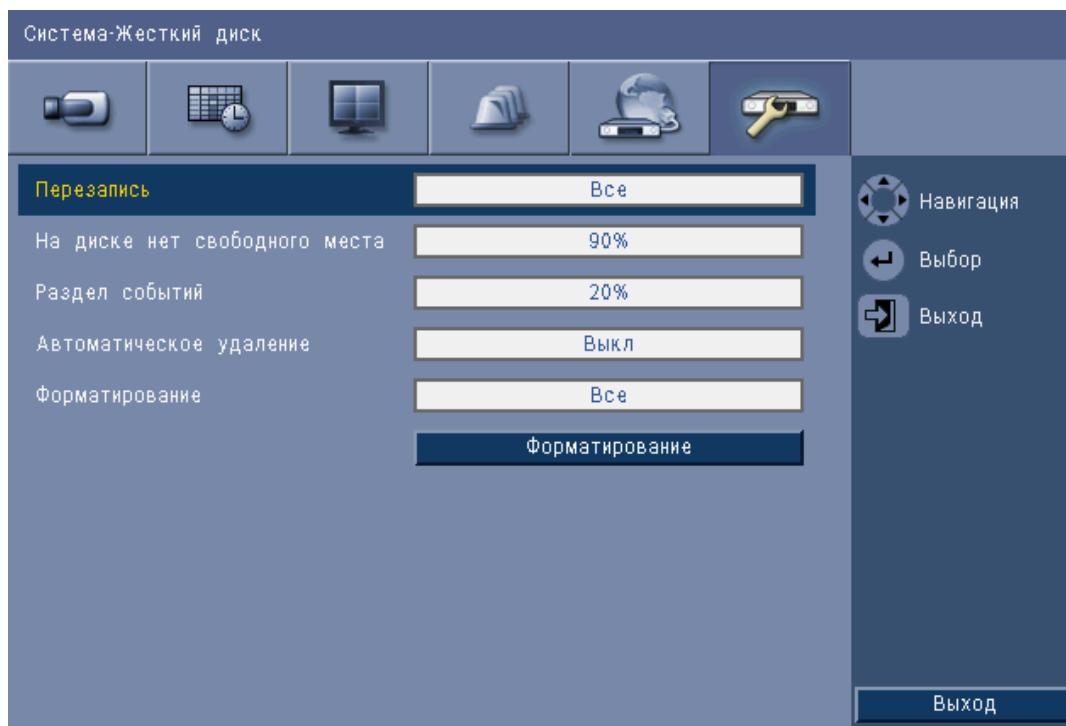 Система-Жесткий диск
Перезапись Все
На диске нет свободного места 90%
Раздел событий 20%
Автоматическое удаление Выкл
Форматирование Все
Форматирование
Навигация
Выбор
Выход
Выход